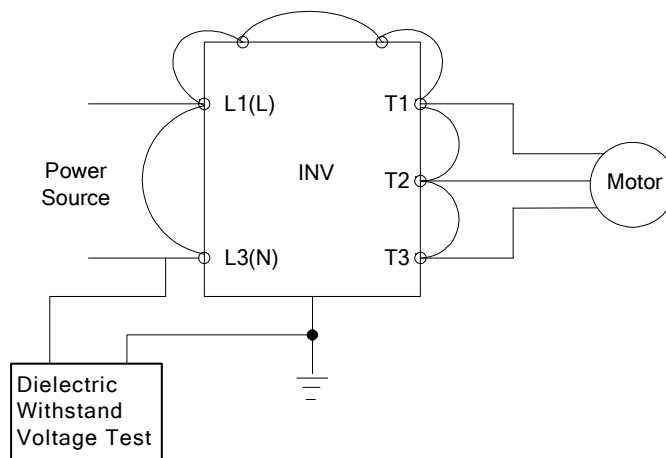 L1(L)
T1
Power
Source
INV
T2
Motor
L3(N)
T3
Dielectric
Withstand
Voltage Test